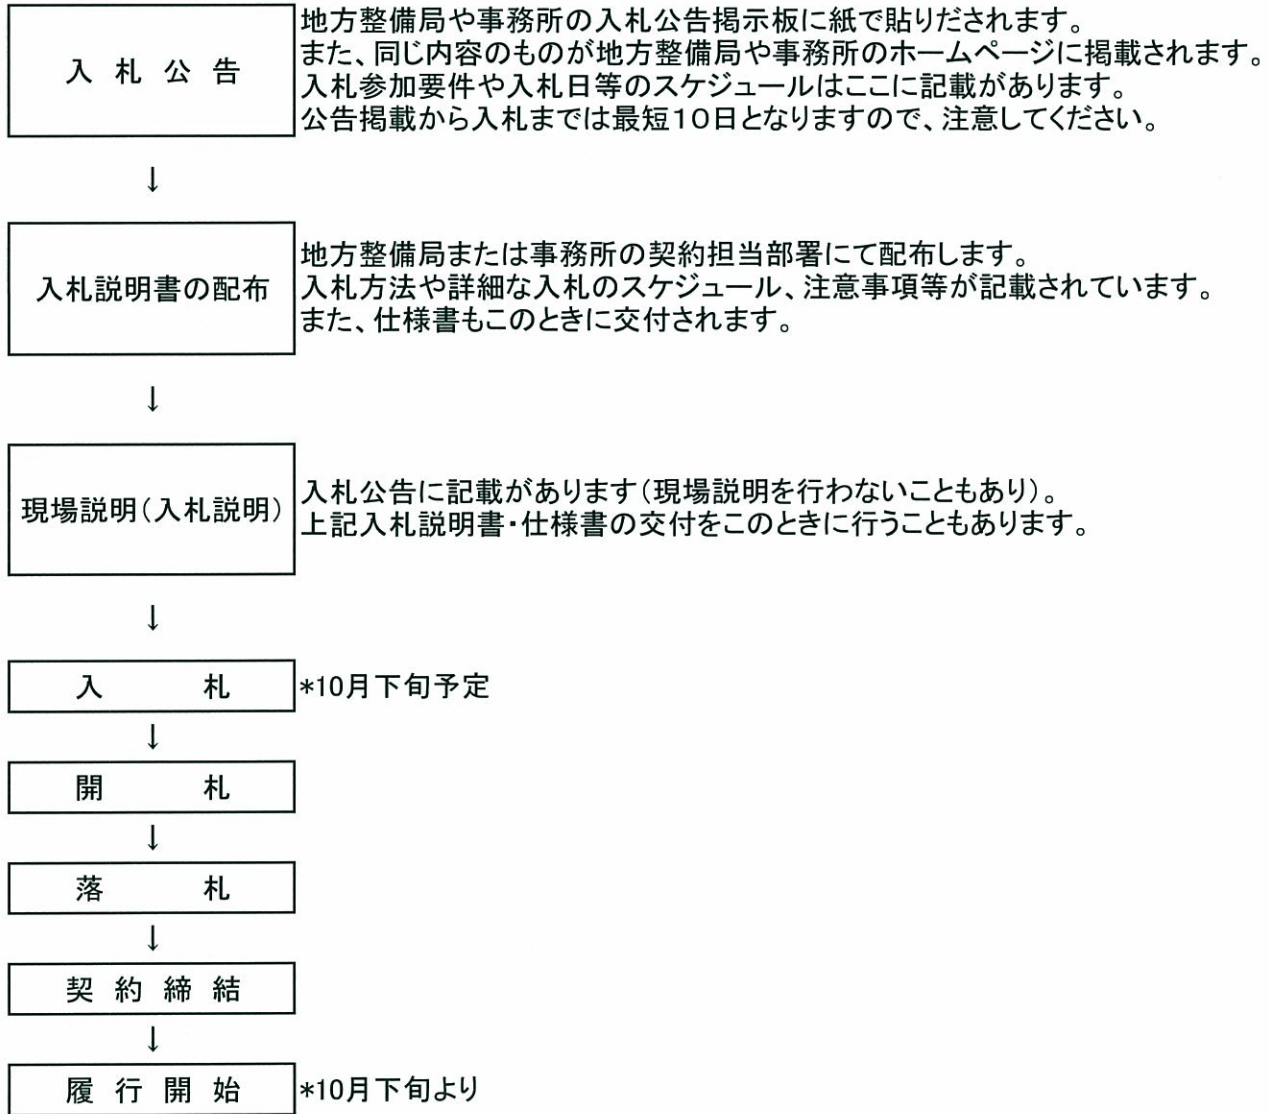 入札公告
地方整備局や事務所の入札公告掲示板に紙で貼りだされます。
また、同じ内容のものが地方整備局や事務所のホームページに掲載されます。
入札参加要件や入札日等のスケジュールはここに記載があります。
公告掲載から入札までは最短10日となりますので、注意してください。
↓
入札説明書の配布
地方整備局または事務所の契約担当部署にて配布します。
入札方法や詳細な入札のスケジュール、注意事項等が記載されています。
また、仕様書もこのときに交付されます。
↓
現場説明(入札説明)
入札公告に記載があります(現場説明を行わないこともあり)。
上記入札説明書・仕様書の交付をこのときに行うこともあります。
↓
入札
*10月下旬予定
↓
開札
↓
落札
↓
契約締結
↓
履行開始
*10月下旬より